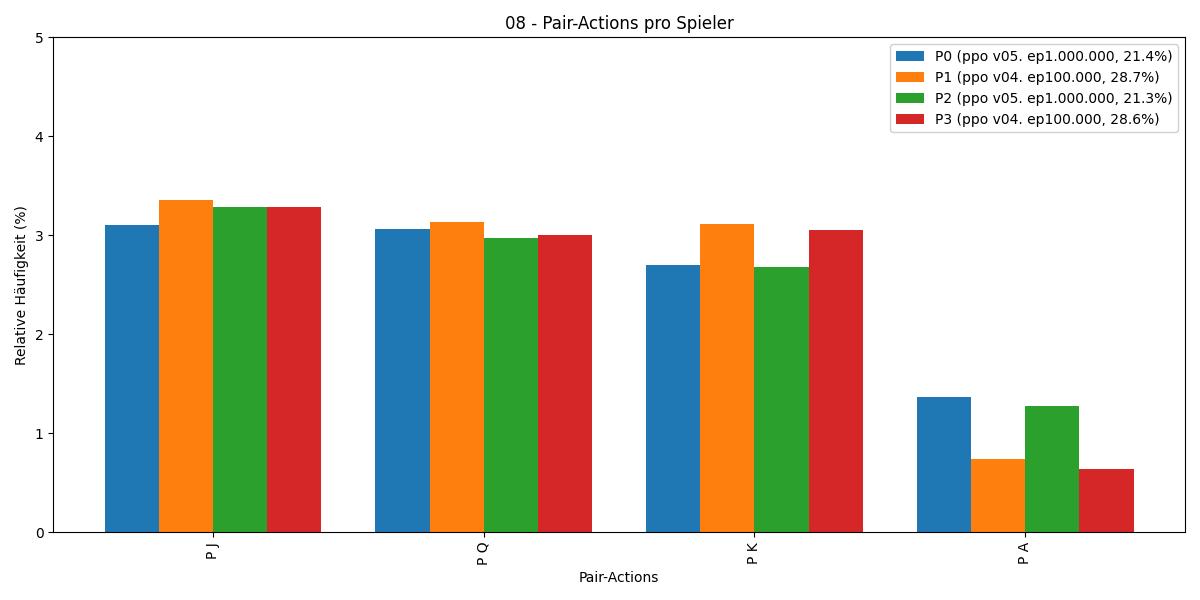 08 - Pair-Actions pro Spieler
P0 (ppo v05. ep1.000.000, 21.4%)
P1 (ppo v04. ep100.000, 28.7%)
P2 (ppo v05. ep1.000.000, 21.3%)
P3 (ppo v04. ep100.000, 28.6%)
Relative Häufigkeit (%)
5
4
3
2
1
0
P J
P Q
P K
P A
Pair-Actions